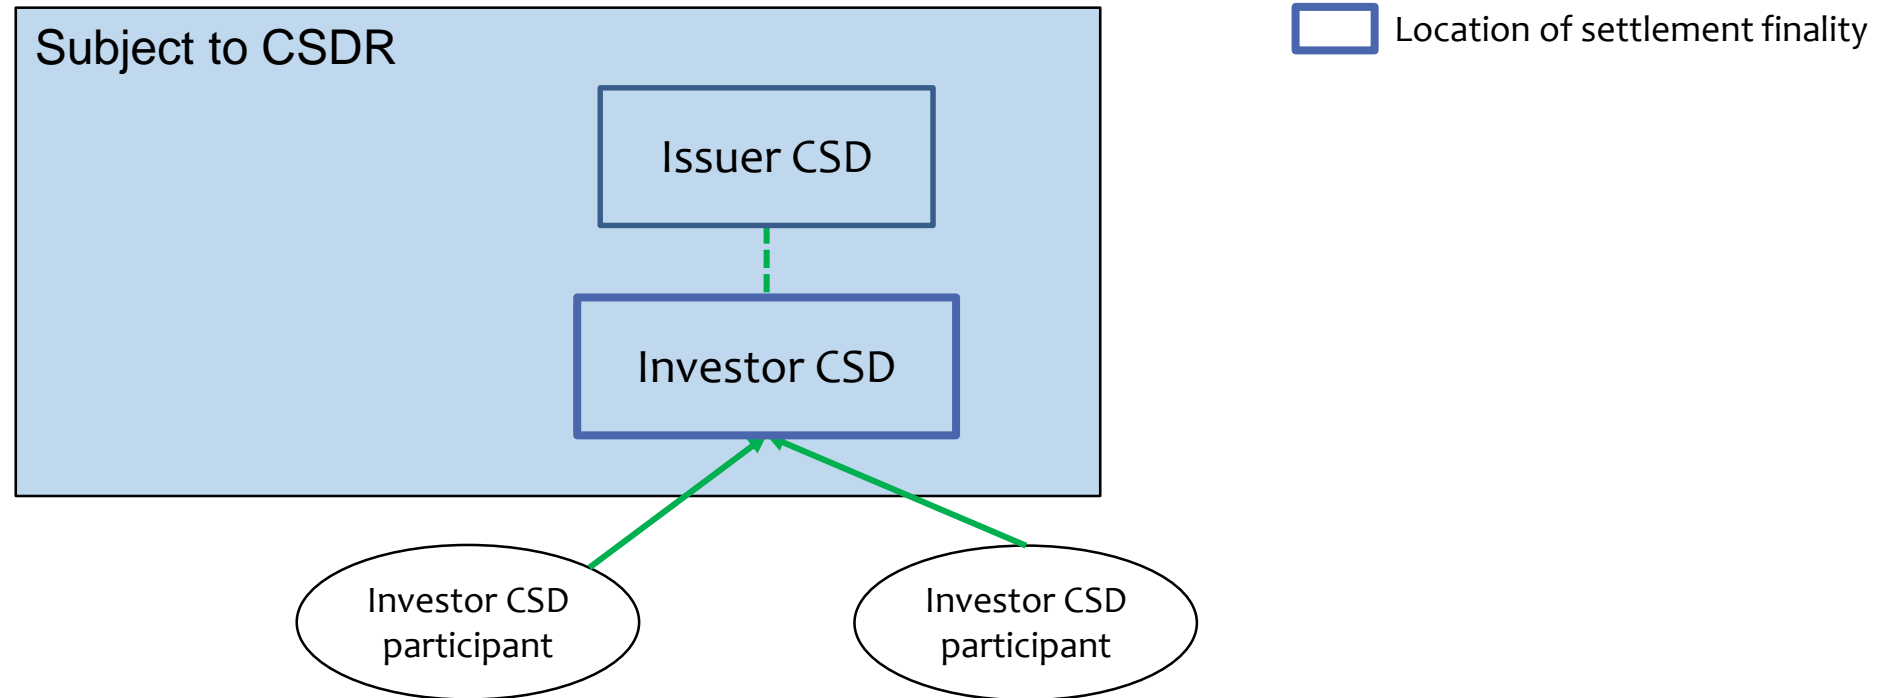 Subject to CSDR
Location of settlement finality
Issuer CSD
Investor CSD
Investor CSD
participant
Investor CSD
participant